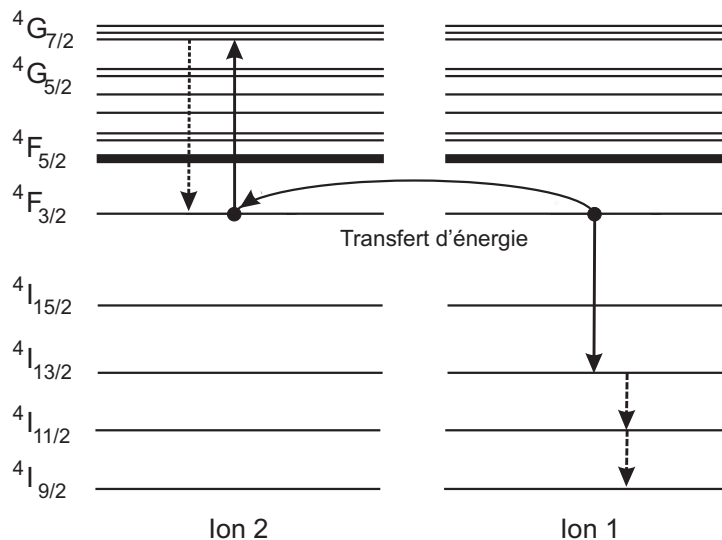 ⁴G₇/₂
⁴G₅/₂
⁴F₅/₂
⁴F₃/₂
Transfert d’énergie
⁴I₁₅/₂
⁴I₁₃/₂
⁴I₁₁/₂
⁴I₉/₂
Ion 2 Ion 1